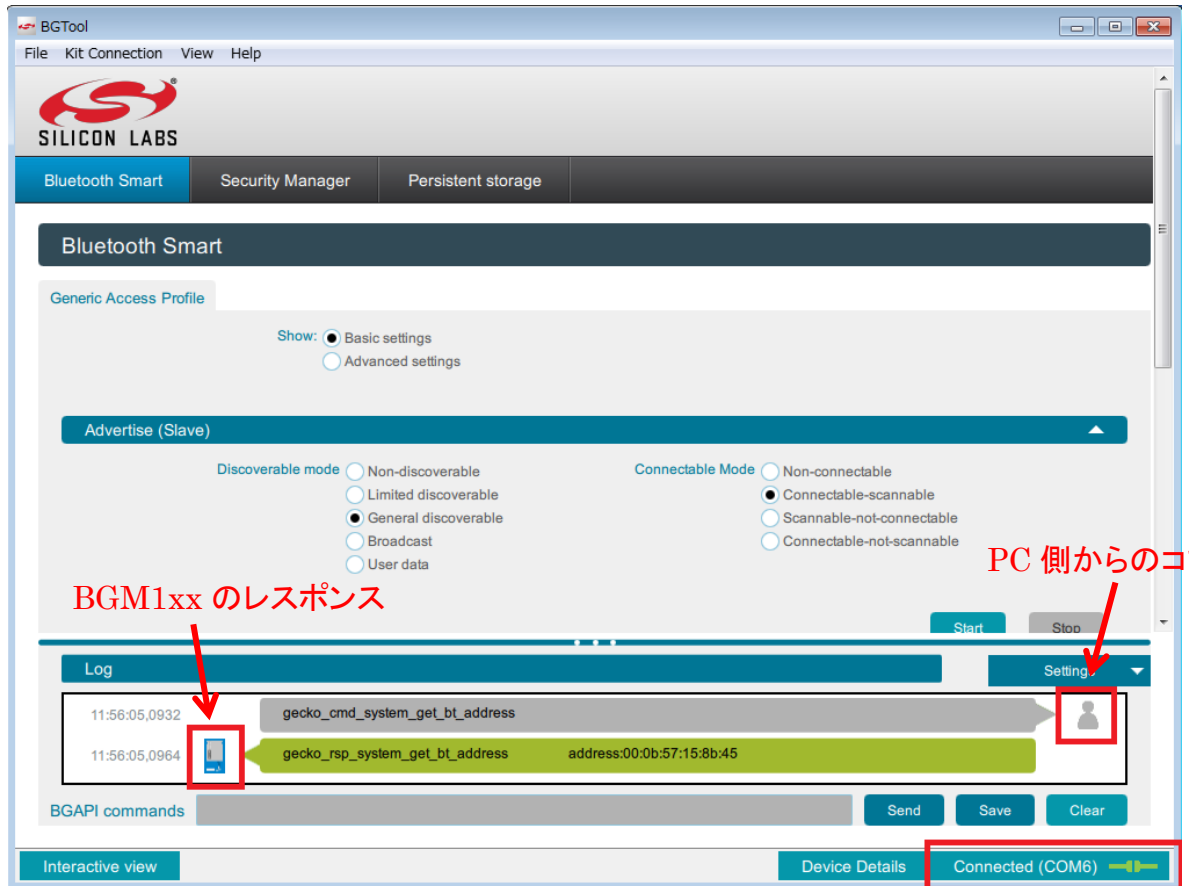 BGTool
File Kit Connection View Help
SILICON LABS
Bluetooth Smart Security Manager Persistent storage
Bluetooth Smart
Generic Access Profile
Show: Basic settings
Advanced settings
Advertise (Slave)
Discoverable mode Non-discoverable Connectable Mode Non-connectable
Limited discoverable Connectable-scannable
General discoverable Scannable-not-connectable
Broadcast Connectable-not-scannable
User data
PC 側からのコ
BGM1xx のレスポンス
Start Stop
Log Settings
11:56:05,0932 gecko_cmd_system_get_bt_address
11:56:05,0964 gecko_rsp_system_get_bt_address address:00:0b:57:15:8b:45
BGAPI commands Send Save Clear
Interactive view Device Details Connected (COM6)